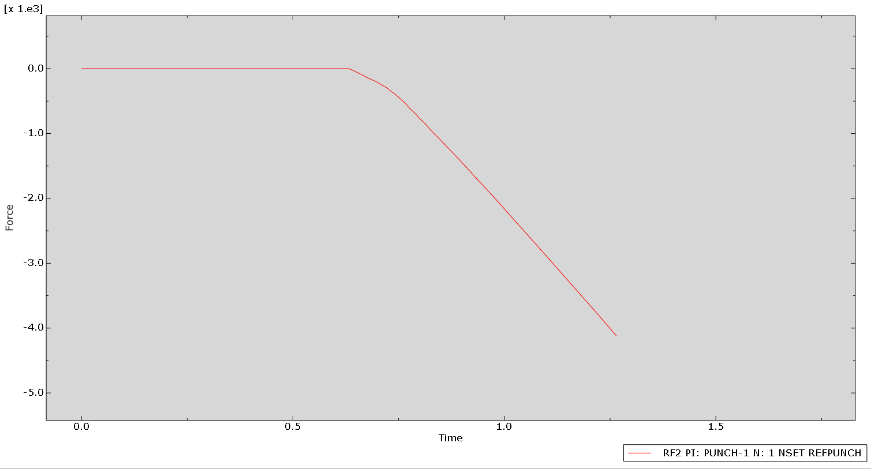 [x 1.e3]
0.0
-1.0
-2.0
-3.0
-4.0
-5.0
Force
0.0 0.5 1.0 1.5
Time
RF2 PI: PUNCH-1 N: 1 NSET REFPUNCH